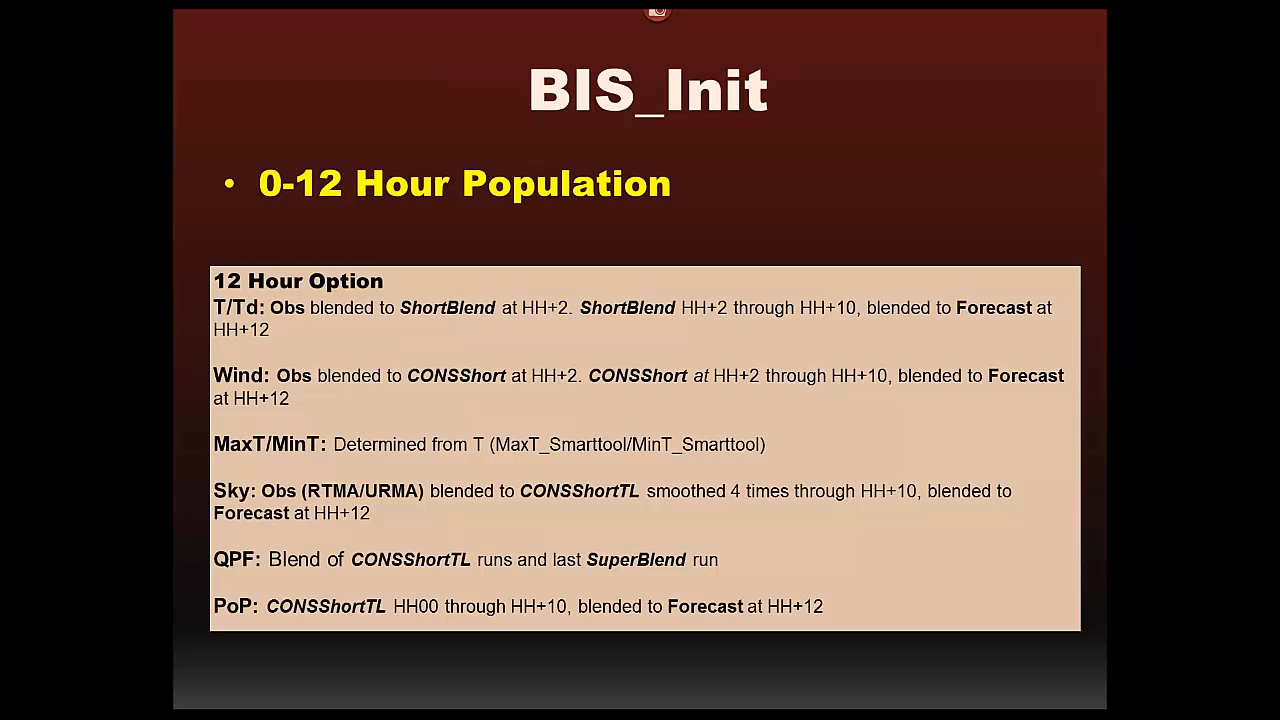 BIS_Init
• 0-12 Hour Population
12 Hour Option
T/Td: Obs blended to ShortBlend at HH+2. ShortBlend HH+2 through HH+10, blended to Forecast at
HH+12
Wind: Obs blended to CONSShort at HH+2. CONSShort at HH+2 through HH+10, blended to Forecast
at HH+12
MaxT/MinT: Determined from T (MaxT_Smarttool/MinT_Smarttool)
Sky: Obs (RTMA/URMA) blended to CONSShortTL smoothed 4 times through HH+10, blended to
Forecast at HH+12
QPF: Blend of CONSShortTL runs and last SuperBlend run
PoP: CONSShortTL HH00 through HH+10, blended to Forecast at HH+12